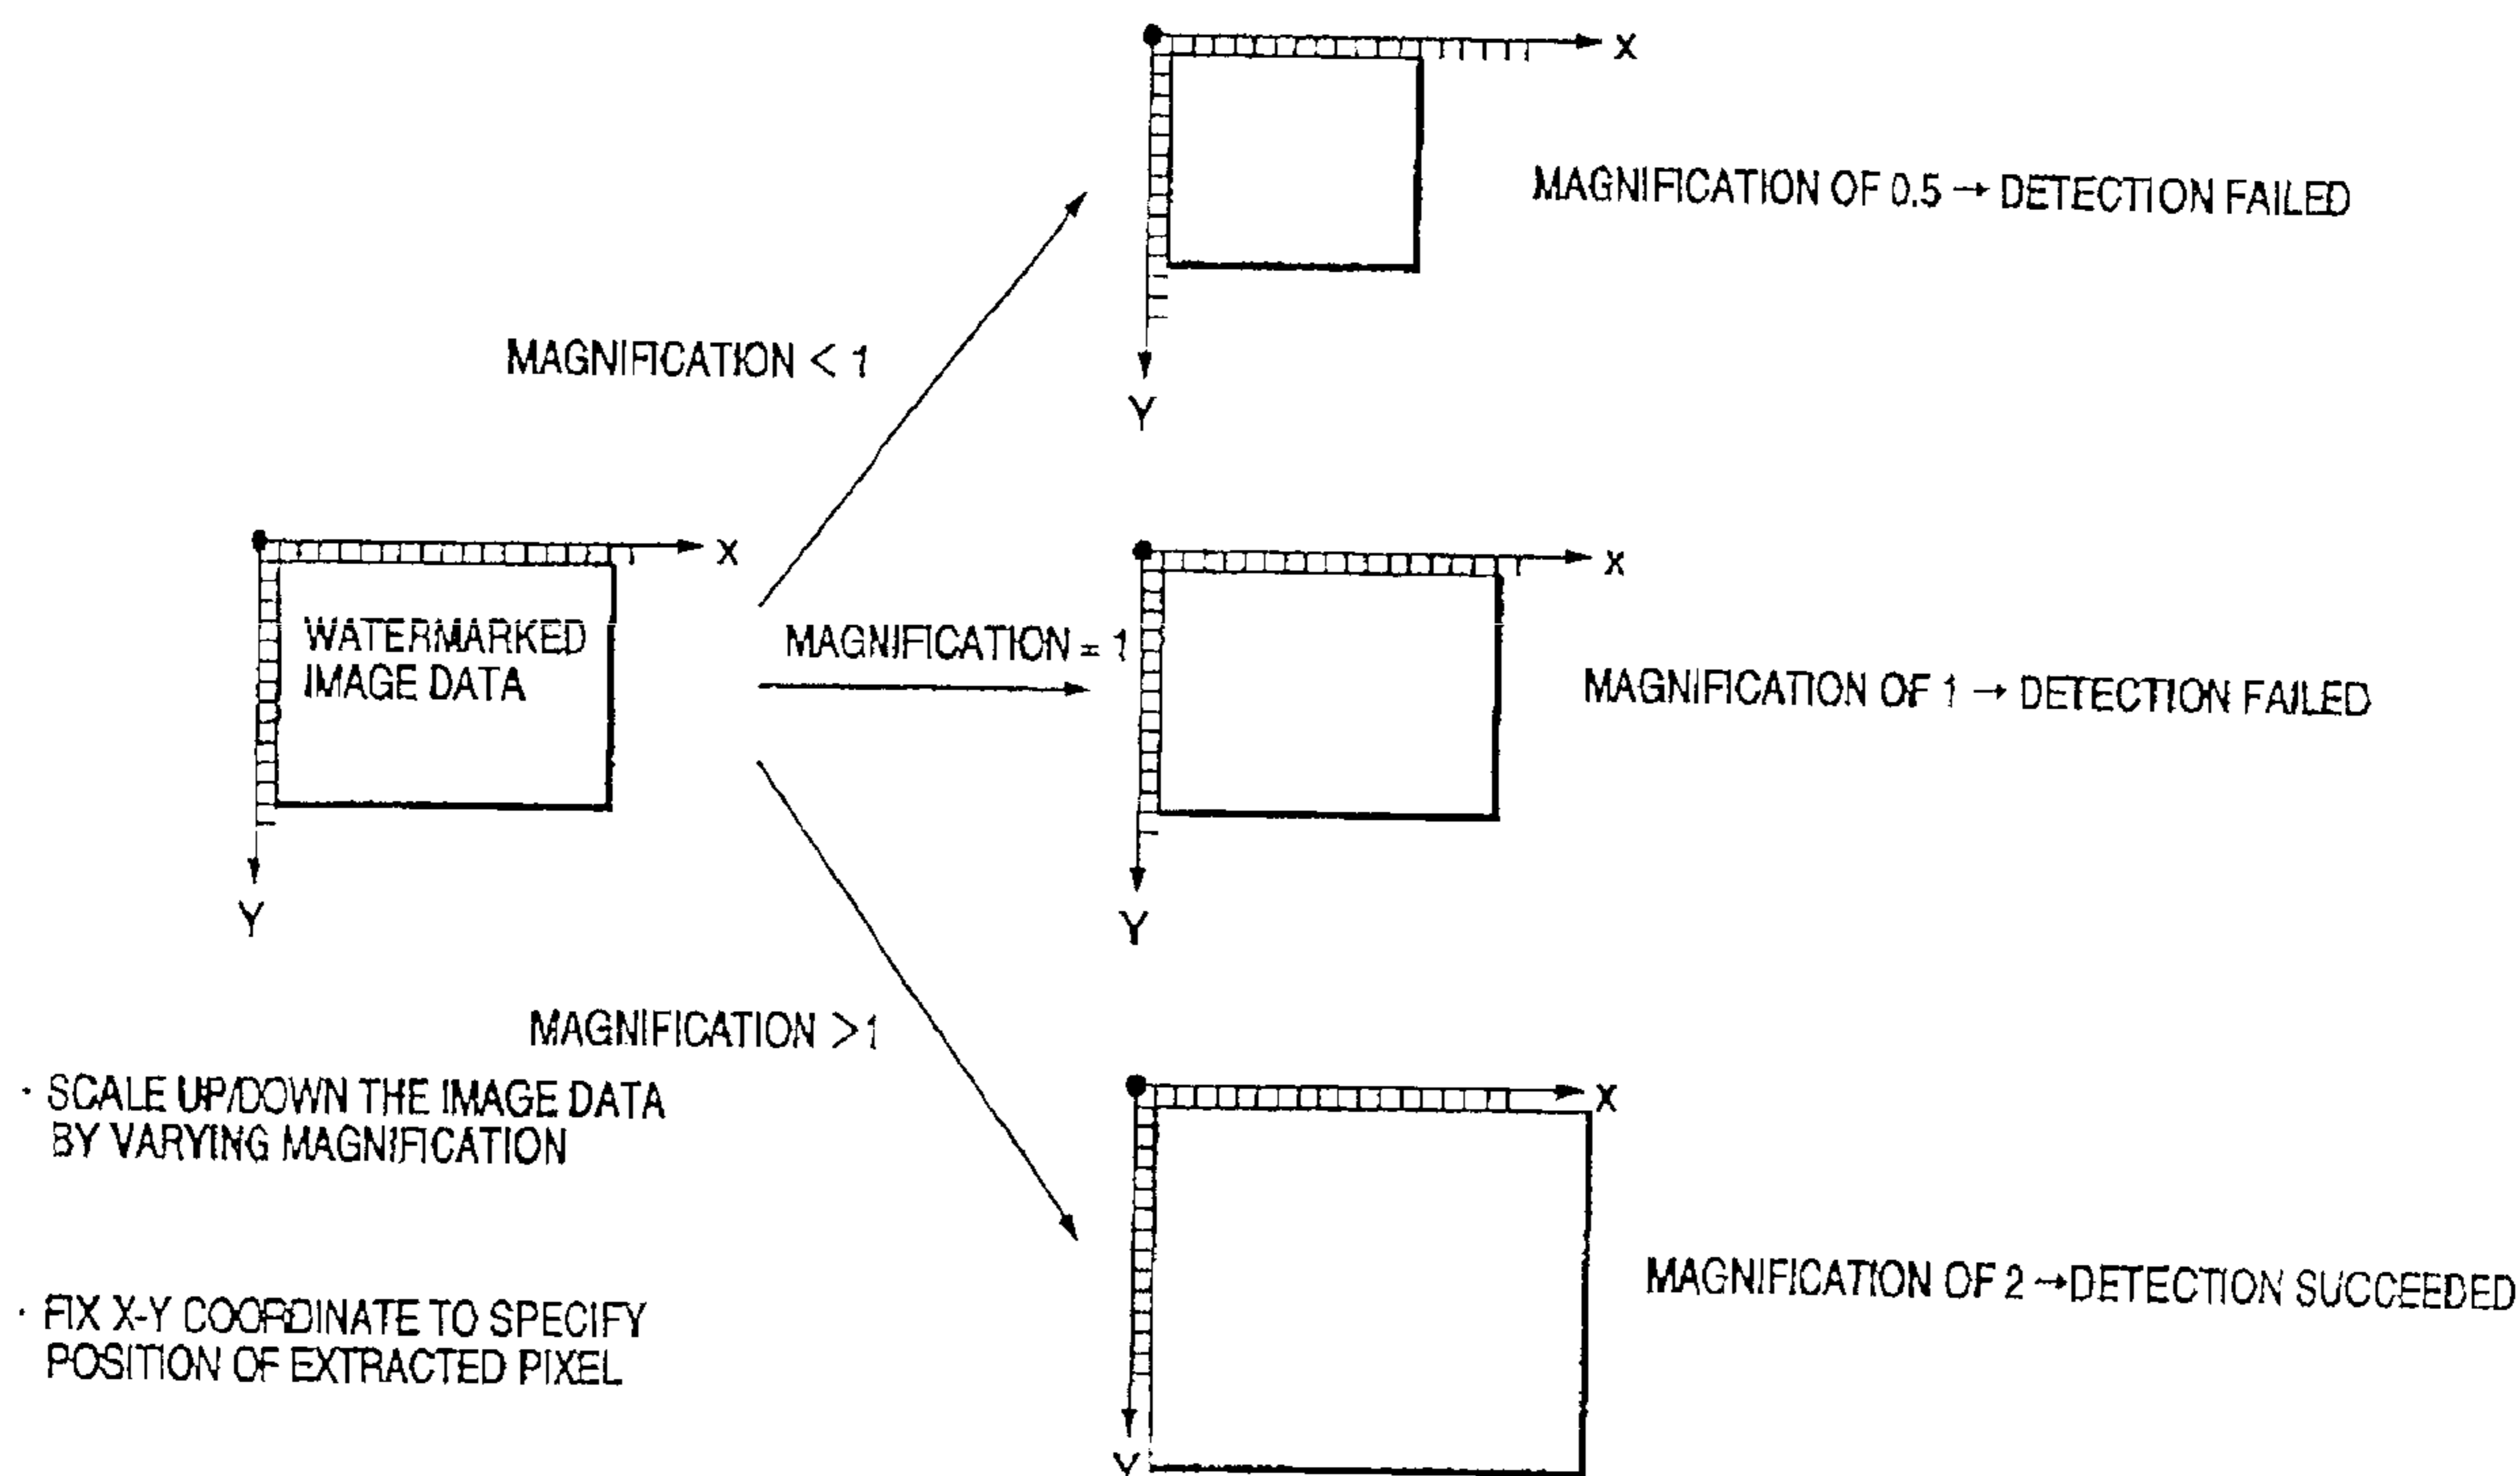 X
MAGNIFICATION OF 0.5 → DETECTION FAILED
MAGNIFICATION < 1
Y
X
X
WATERMARKED
IMAGE DATA
MAGNIFICATION = 1
MAGNIFICATION OF 1 → DETECTION FAILED
Y
Y
MAGNIFICATION >1
· SCALE UP/DOWN THE IMAGE DATA
BY VARYING MAGNIFICATION
X
MAGNIFICATION OF 2 →DETECTION SUCCEEDED
· FIX X-Y COORDINATE TO SPECIFY
POSITION OF EXTRACTED PIXEL
Y